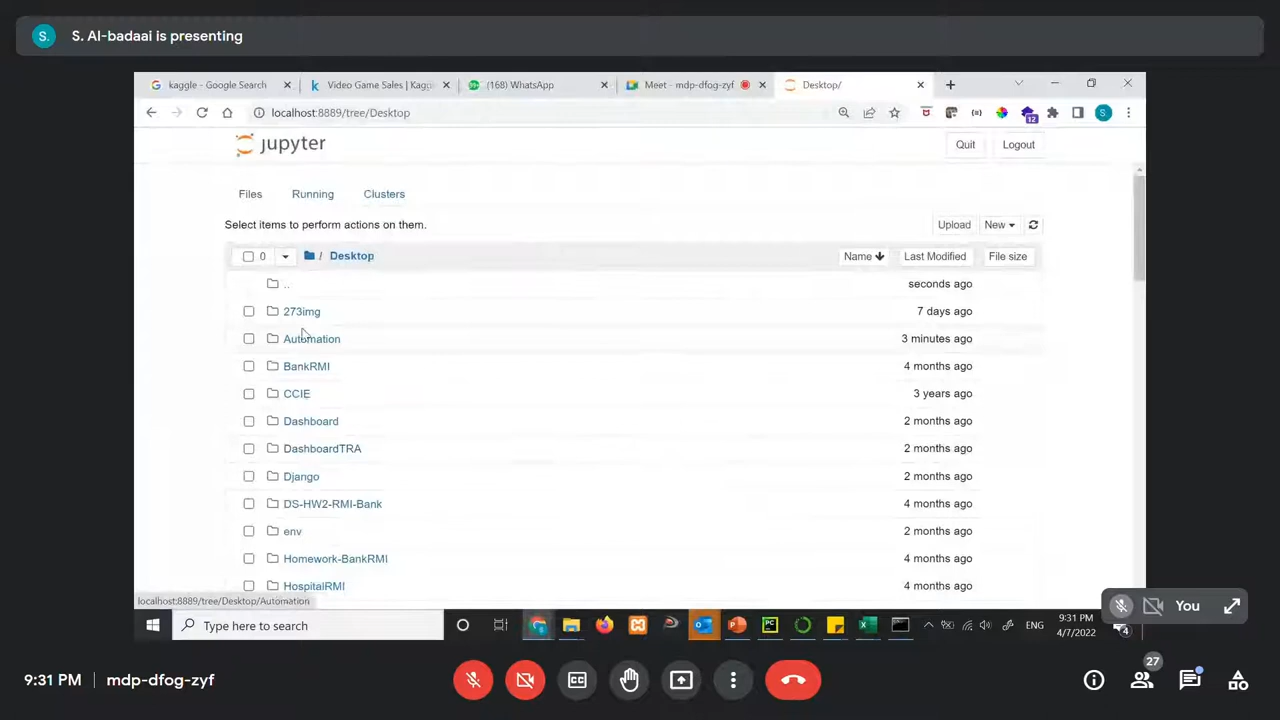 S. S. Al-badaai is presenting
kaggle - Google Search
Video Game Sales | Kaggl
(168) WhatsApp
Meet - mdp-dfog-zyf
Desktop/
localhost:8889/tree/Desktop
12
S.
jupyter
Quit
Logout
Files
Running
Clusters
Select items to perform actions on them.
Upload
New
0
/ Desktop
Name
Last Modified
File size
..
seconds ago
273img
7 days ago
Automation
3 minutes ago
BankRMI
4 months ago
CCIE
3 years ago
Dashboard
2 months ago
DashboardTRA
2 months ago
Django
2 months ago
DS-HW2-RMI-Bank
4 months ago
env
2 months ago
Homework-BankRMI
4 months ago
HospitalRMI
4 months ago
localhost:8889/tree/Desktop/Automation
You
Type here to search
ENG
9:31 PM
4/7/2022
4
9:31 PM | mdp-dfog-zyf
27